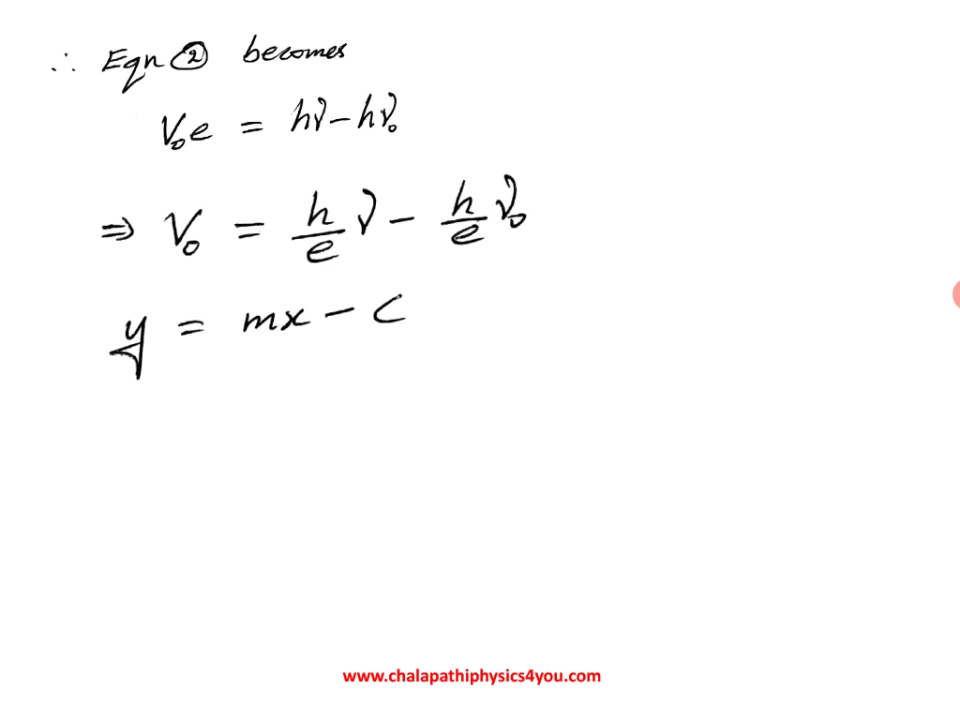 ∴ Eqn ② becomes
V₀e = hν − hν₀
⇒ V₀ = h/e ν − h/e ν₀
y = mx − c
www.chalapathiphysics4you.com